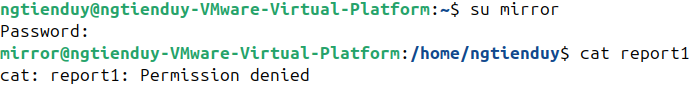 ngtienduy@ngtienduy-VMware-Virtual-Platform:~$ su mirror
Password:
mirror@ngtienduy-VMware-Virtual-Platform:/home/ngtienduy$ cat report1
cat: report1: Permission denied